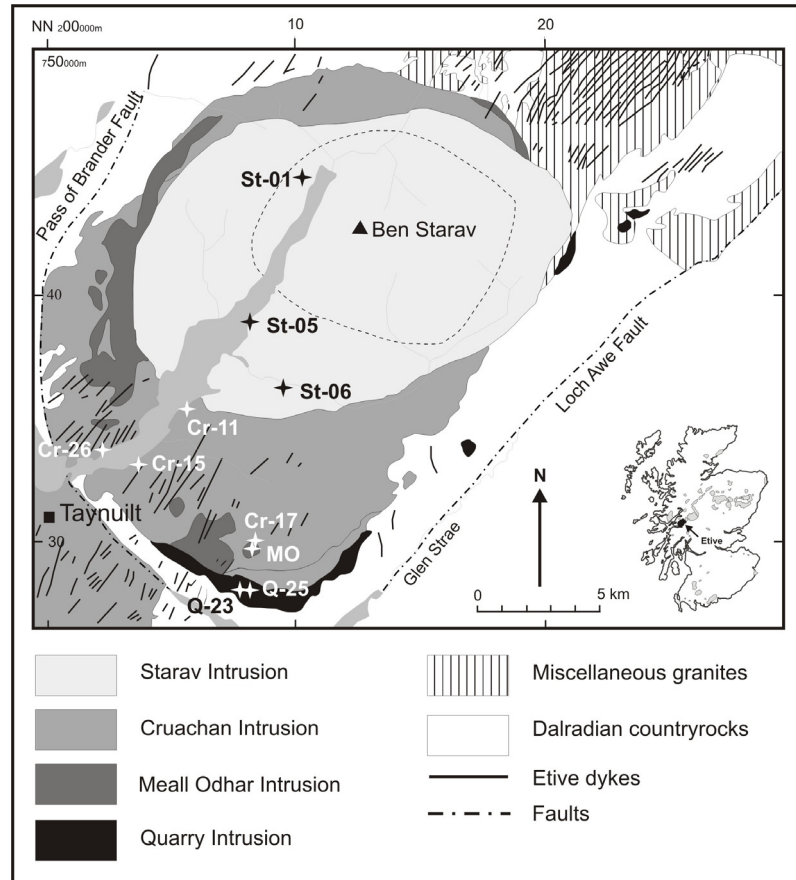 NN 200000m
10
20
750000m
Pass of Brander Fault
St-01
Ben Starav
40
St-05
Loch Awe Fault
St-06
Cr-11
Cr-26
Cr-15
N
Taynuilt
Cr-17
Etive
30
MO
Glen Strae
Q-25
Q-23
0 5 km
Starav Intrusion
Miscellaneous granites
Cruachan Intrusion
Dalradian countryrocks
Meall Odhar Intrusion
Etive dykes
Faults
Quarry Intrusion